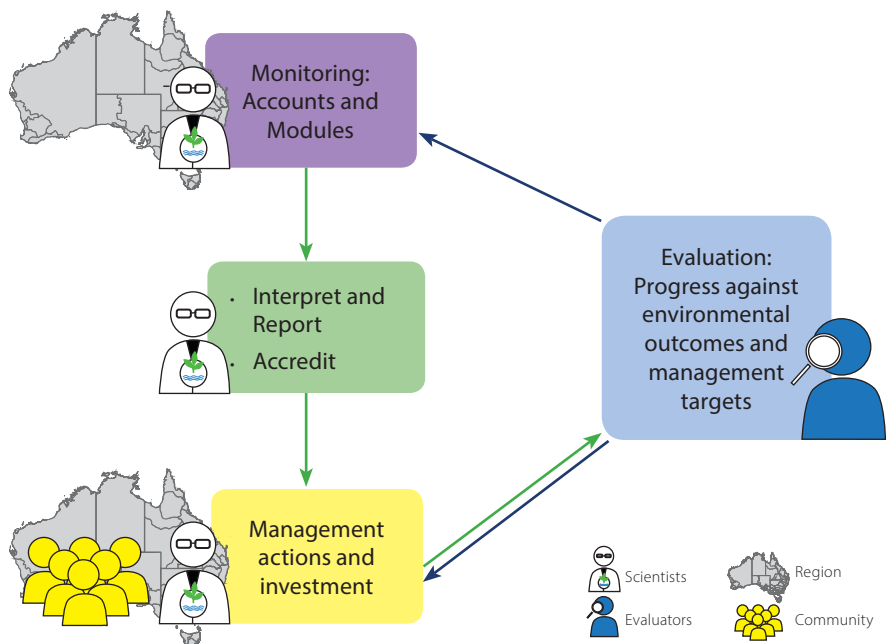 Monitoring:
Accounts and
Modules
Evaluation:
Progress against
environmental
outcomes and
management
targets
· Interpret and
Report
· Accredit
Management
actions and
investment
Scientists
Region
Evaluators
Community